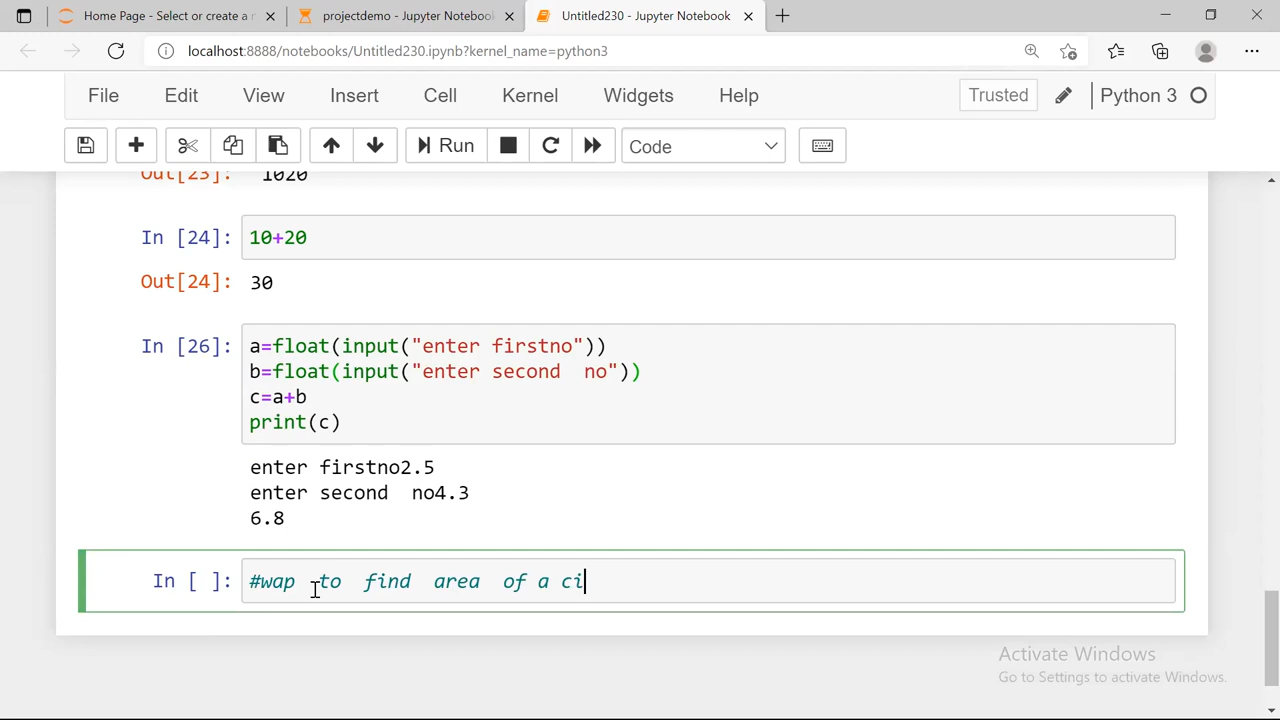 Home Page - Select or create a n
projectdemo - Jupyter Notebook
Untitled230 - Jupyter Notebook
localhost:8888/notebooks/Untitled230.ipynb?kernel_name=python3
File Edit View Insert Cell Kernel Widgets Help Trusted Python 3
Run Code
Out[23]: 1020
In [24]: 10+20
Out[24]: 30
In [26]: a=float(input("enter firstno"))
b=float(input("enter second  no"))
c=a+b
print(c)
enter firstno2.5
enter second  no4.3
6.8
In [ ]: #wap  to  find  area  of a ci
Activate Windows
Go to Settings to activate Windows.